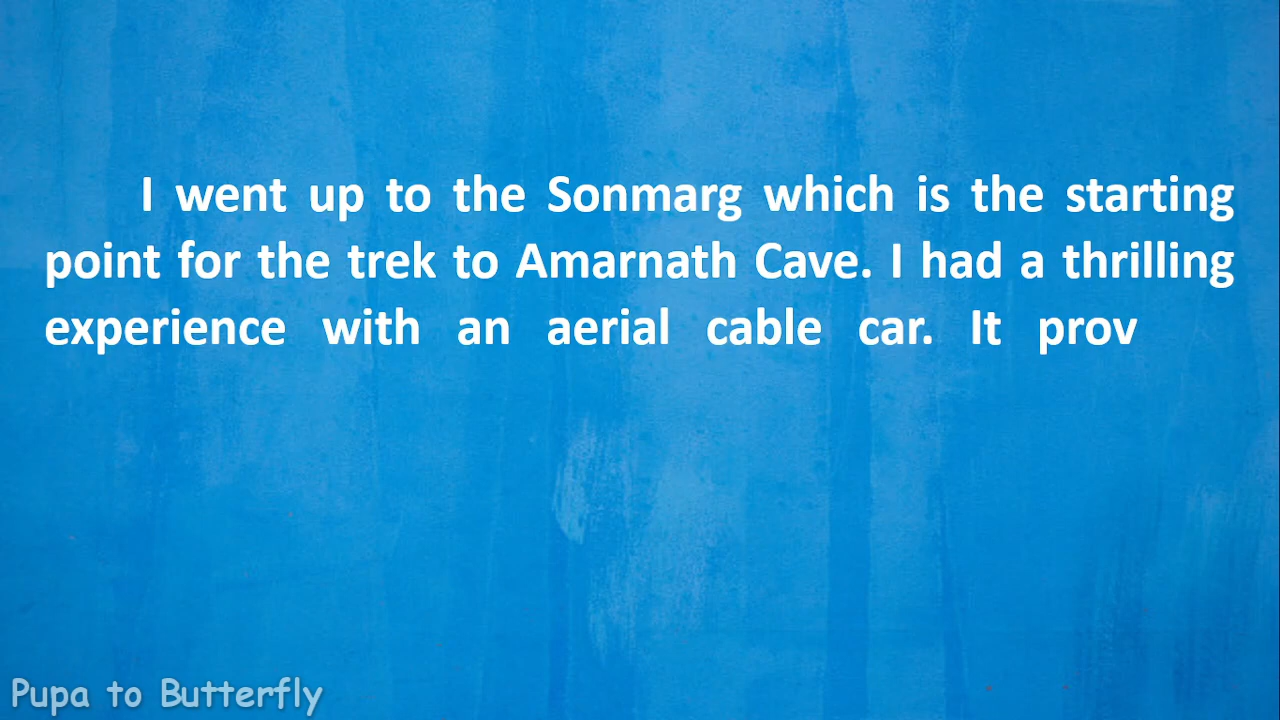 I went up to the Sonmarg which is the starting
point for the trek to Amarnath Cave. I had a thrilling
experience with an aerial cable car. It prov
Pupa to Butterfly